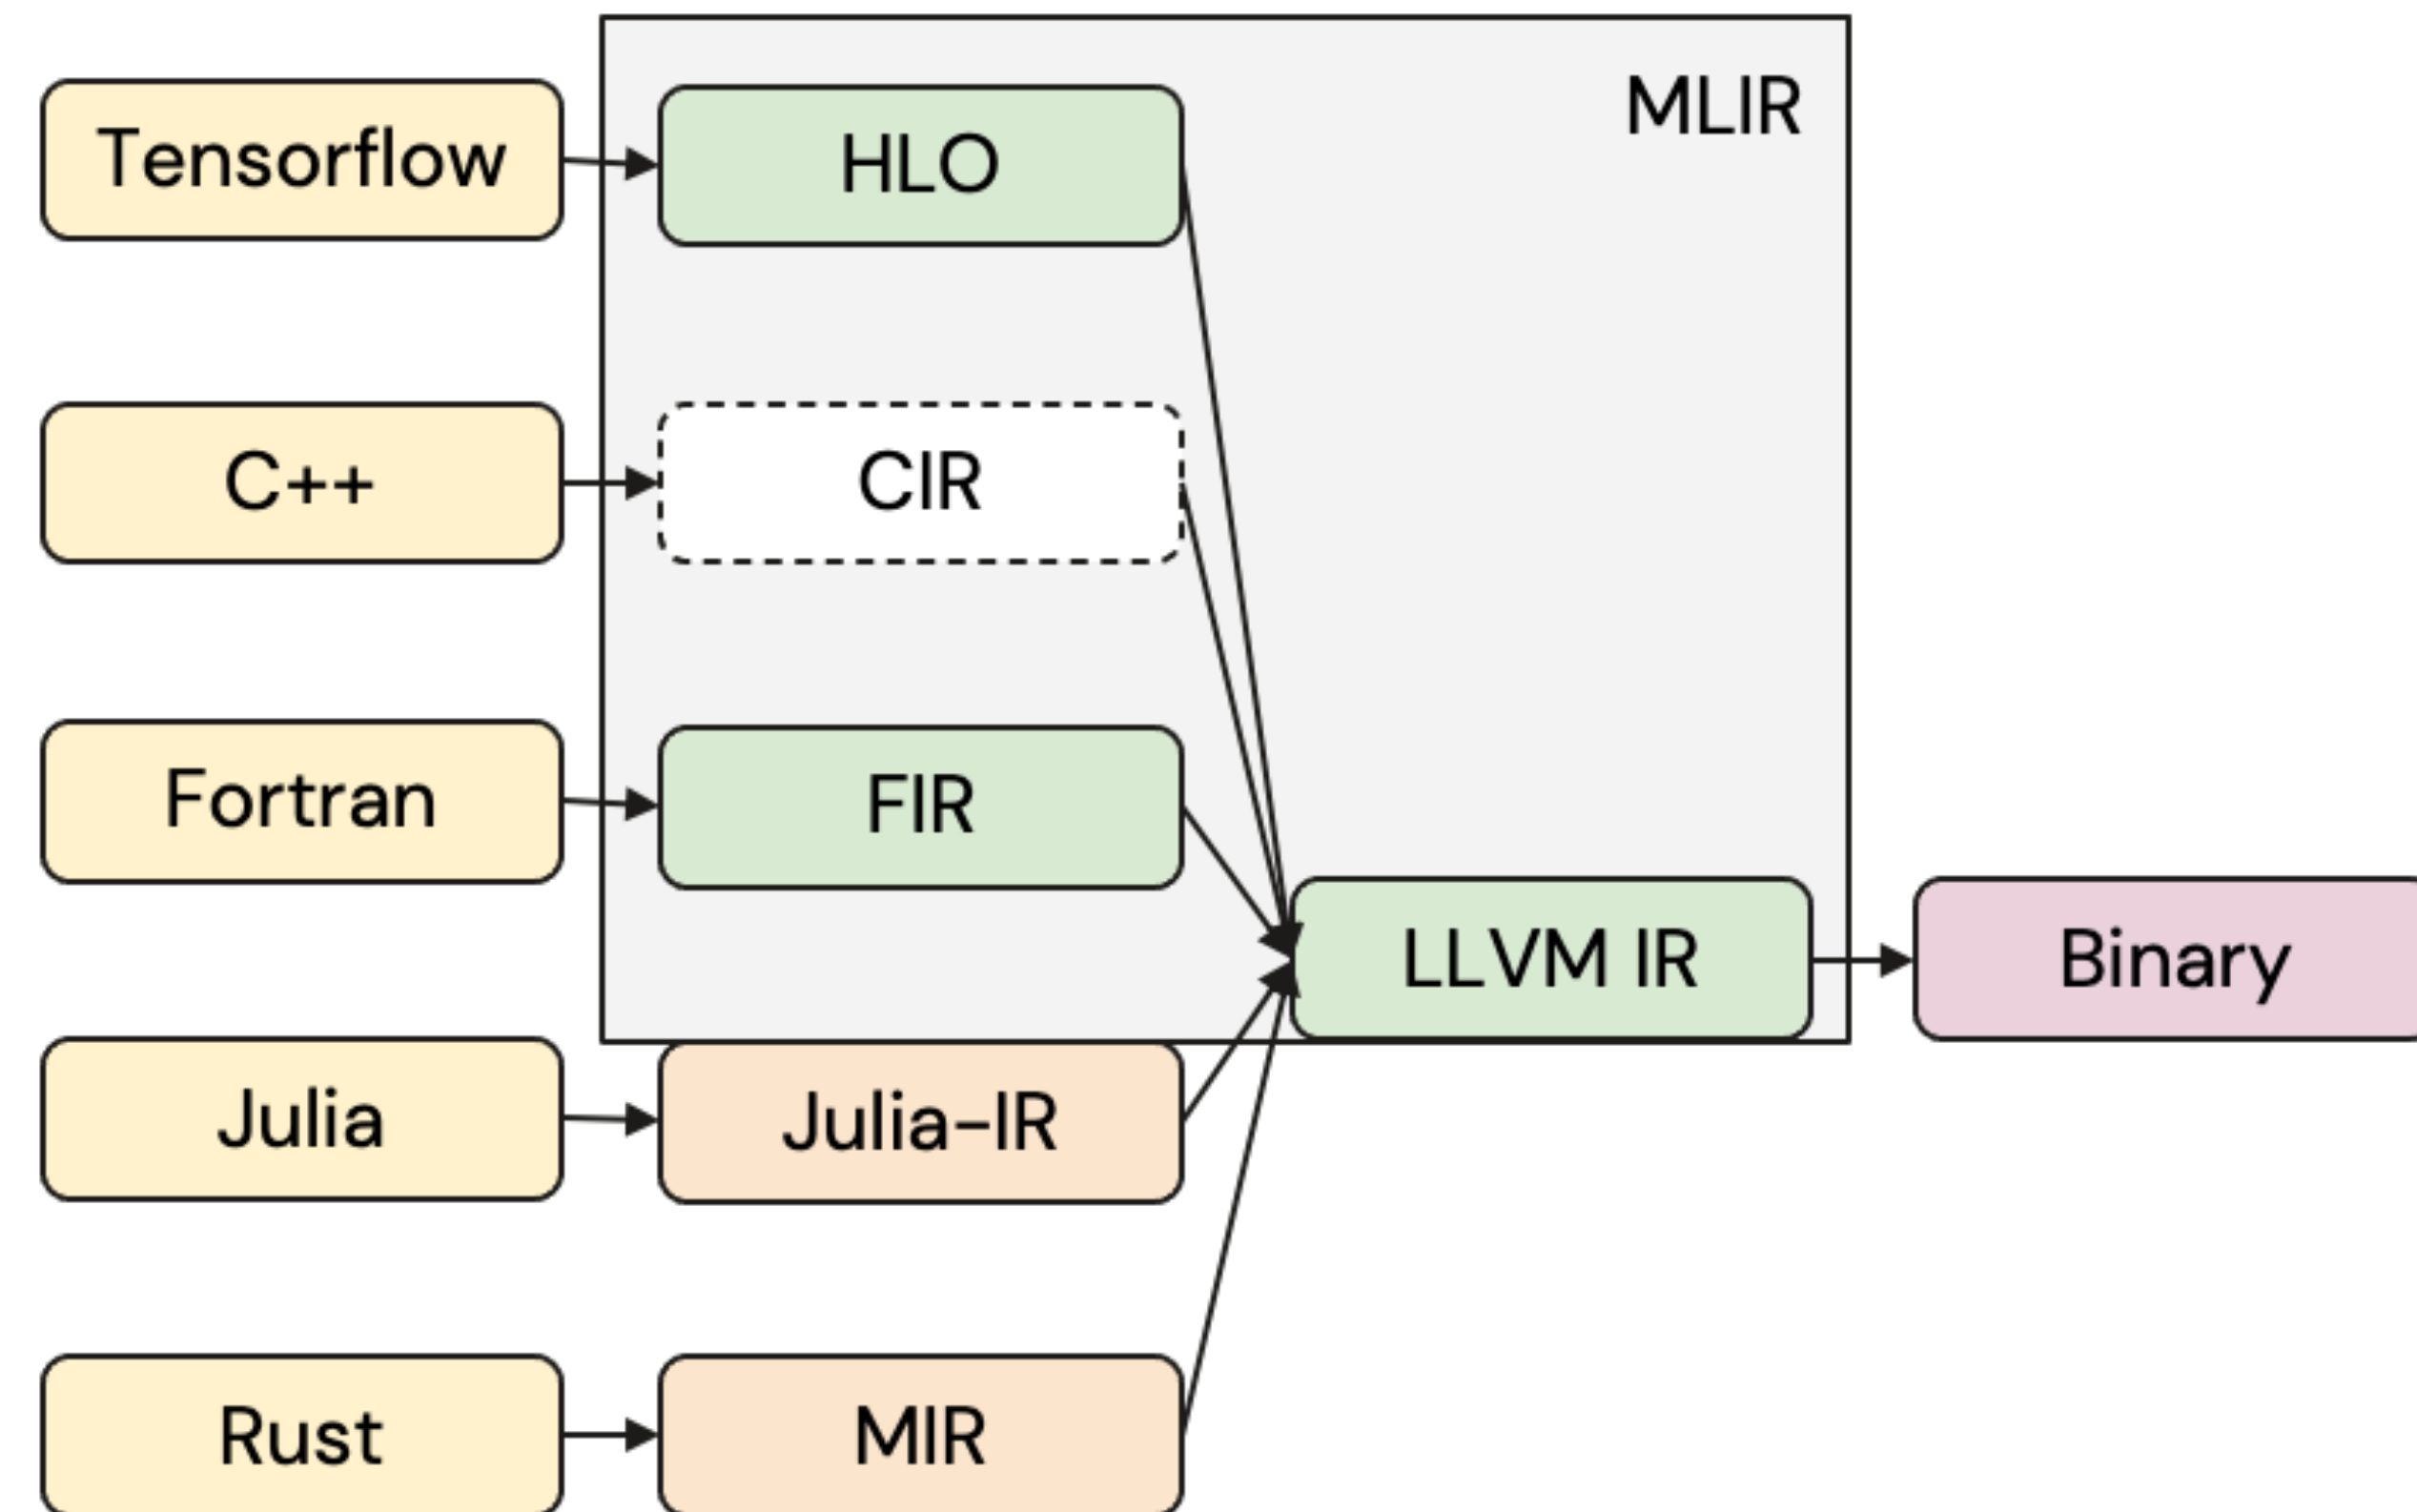 MLIR
Tensorflow
HLO
C++
CIR
Fortran
FIR
LLVM IR
Binary
Julia
Julia-IR
Rust
MIR